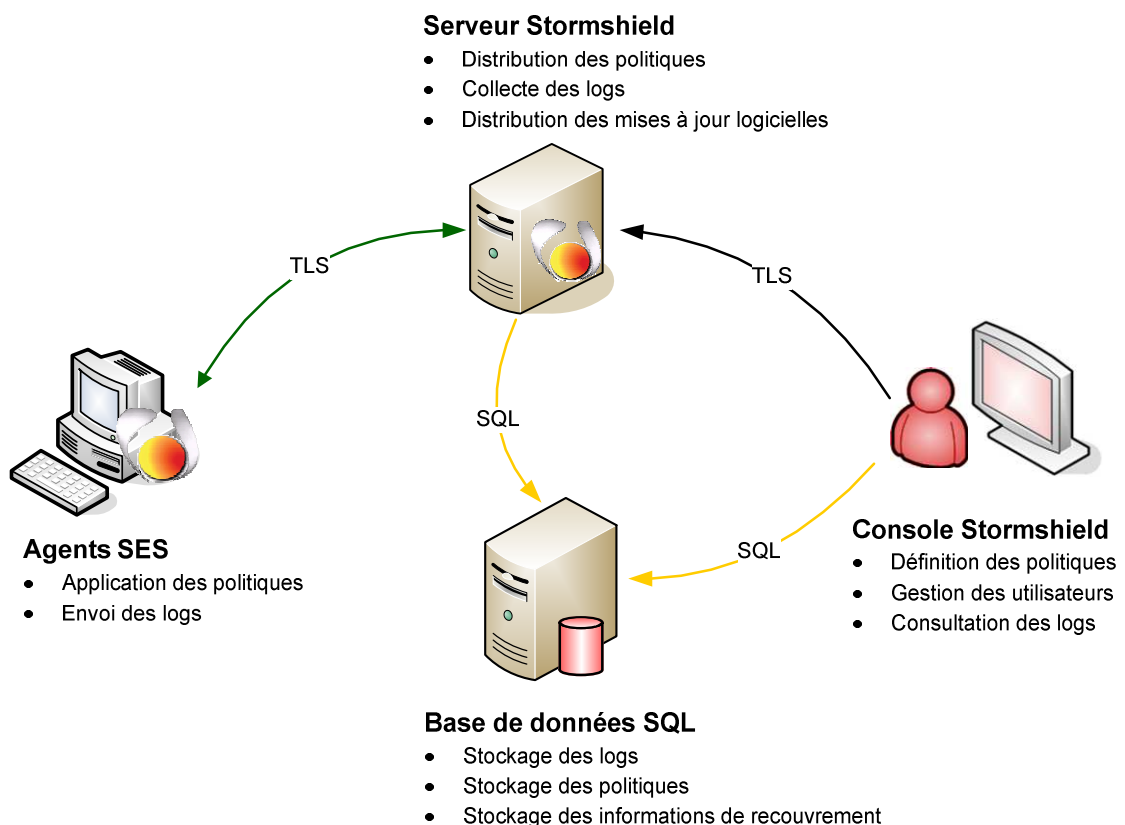 Serveur Stormshield
• Distribution des politiques
• Collecte des logs
• Distribution des mises à jour logicielles
TLS
TLS
SQL
Agents SES
• Application des politiques
• Envoi des logs
SQL
Console Stormshield
• Définition des politiques
• Gestion des utilisateurs
• Consultation des logs
Base de données SQL
• Stockage des logs
• Stockage des politiques
• Stockage des informations de recouvrement